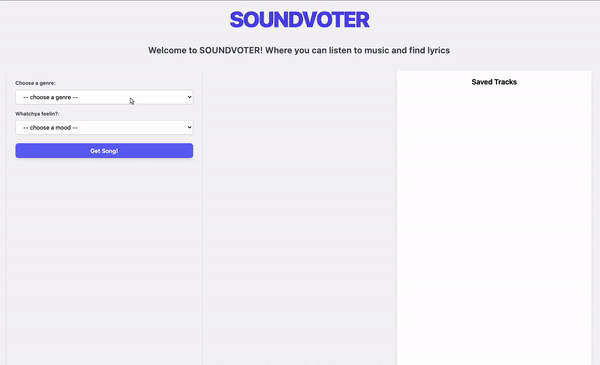 SOUNDVOTER
Welcome to SOUNDVOTER! Where you can listen to music and find lyrics
Choose a genre:
-- choose a genre --
Whatchya feelin?:
-- choose a mood --
Get Song!
Saved Tracks